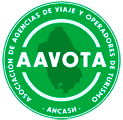 ASOCIACIÓN DE AGENCIAS DE VIAJE Y OPERADORES DE TURISMO
AAVOTA
· ANCASH ·